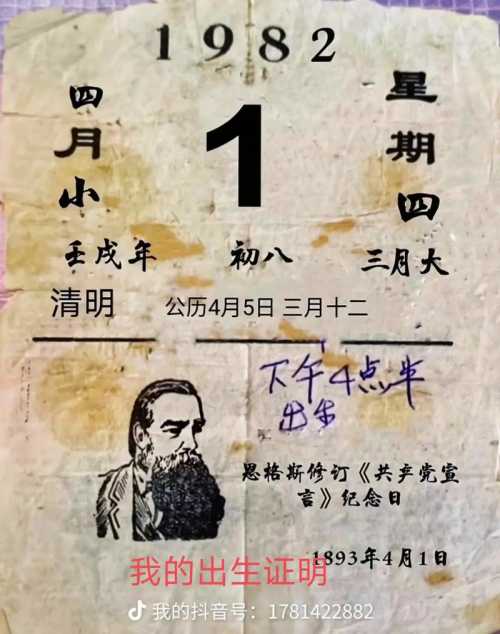 1982
四月小
1
星期四
壬戌年
初八
三月大
清明
公历4月5日 三月十二
下午4点半
出生
恩格斯修订《共产党宣
言》纪念日
1893年4月1日
我的出生证明
我的抖音号：1781422882